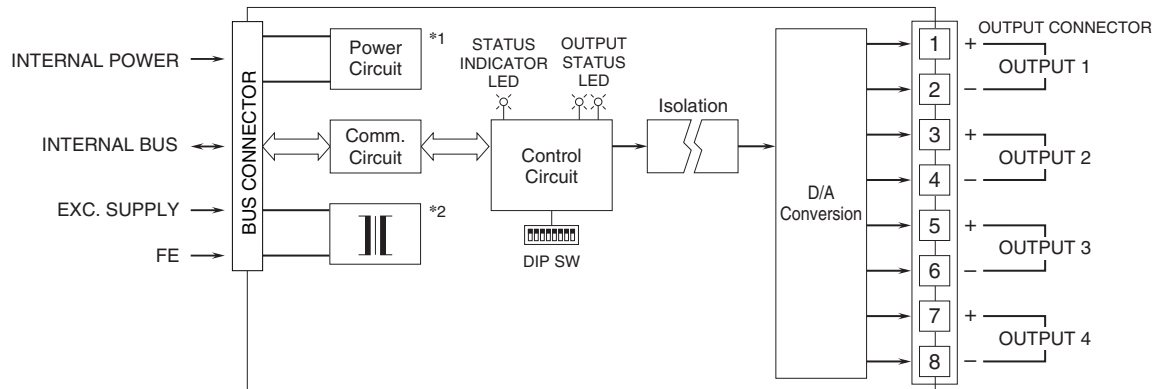 INTERNAL POWER
INTERNAL BUS
EXC. SUPPLY
FE
BUS CONNECTOR
Power
Circuit
*1
Comm.
Circuit
*2
STATUS
INDICATOR
LED
OUTPUT
STATUS
LED
Control
Circuit
DIP SW
Isolation
D/A
Conversion
OUTPUT CONNECTOR
1 +
OUTPUT 1
2 –
3 +
OUTPUT 2
4 –
5 +
OUTPUT 3
6 –
7 +
OUTPUT 4
8 –